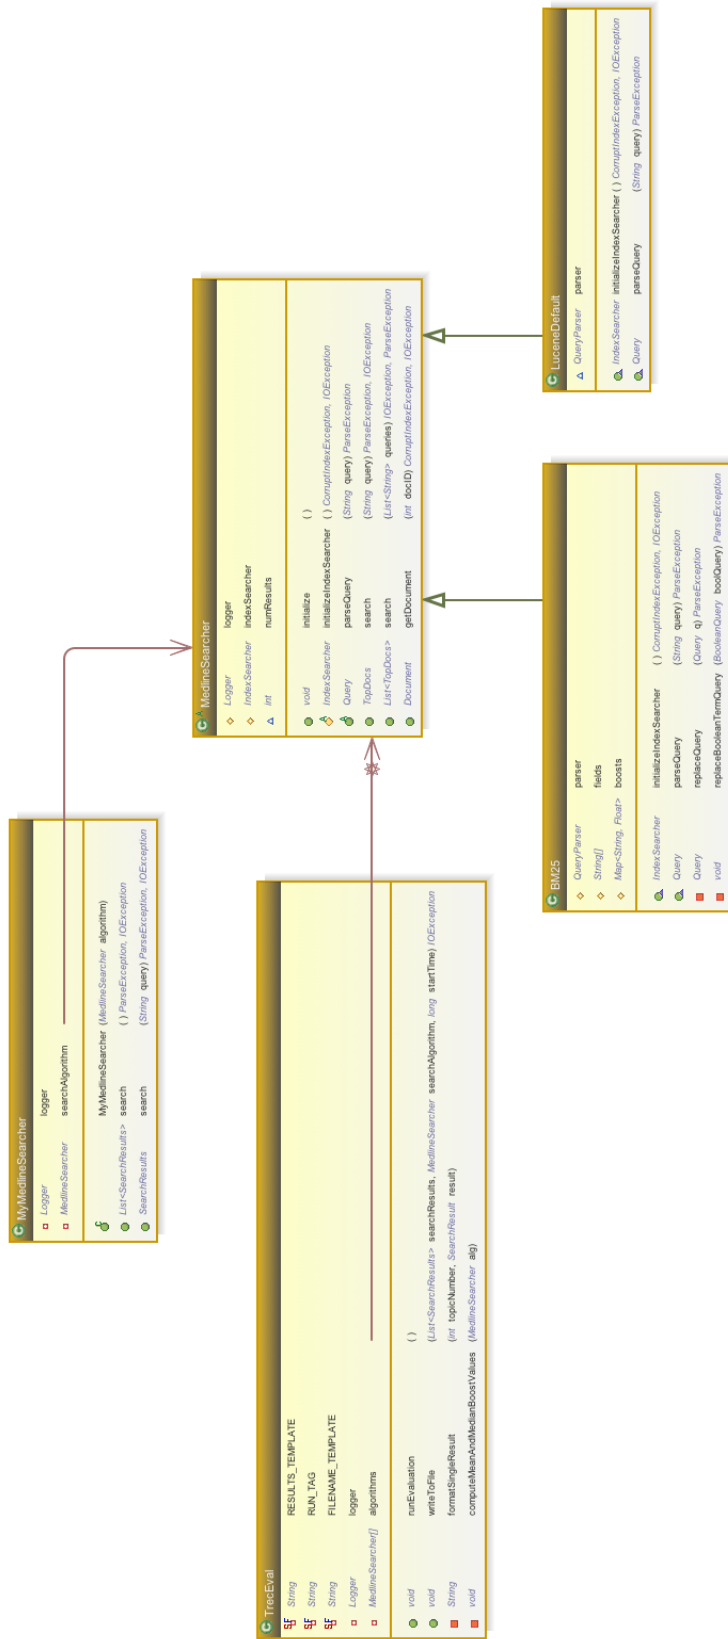 MyMedlineSearcher
Logger logger
MedlineSearcher searchAlgorithm
MyMedlineSearcher (MedlineSearcher algorithm)
List<SearchResults> search ( ) ParseException, IOException
SearchResults search (String query) ParseException, IOException
MedlineSearcher
Logger logger
IndexSearcher indexSearcher
int numResults
void initialize ( )
IndexSearcher initializeIndexSearcher ( ) CorruptIndexException, IOException
Query parseQuery (String query) ParseException
TopDocs search (String query) ParseException, IOException
List<TopDocs> search (List<String> queries) IOException, ParseException
Document getDocument (int docID) CorruptIndexException, IOException
TrecEval
String RESULTS_TEMPLATE
String RUN_TAG
String FILENAME_TEMPLATE
Logger logger
MedlineSearcher[] algorithms
void runEvaluation ( )
void writeToFile (List<SearchResults> searchResults, MedlineSearcher searchAlgorithm, long startTime) IOException
String formatSingleResult (int topicNumber, SearchResult result)
void computeMeanAndMedianBoostValues (MedlineSearcher alg)
LuceneDefault
QueryParser parser
IndexSearcher initializeIndexSearcher ( ) CorruptIndexException, IOException
Query parseQuery (String query) ParseException
BM25
QueryParser parser
String[] fields
Map<String, Float> boosts
IndexSearcher initializeIndexSearcher ( ) CorruptIndexException, IOException
Query parseQuery (String query) ParseException
Query replaceQuery (Query q) ParseException
void replaceBooleanTermQuery (BooleanQuery boolQuery) ParseException